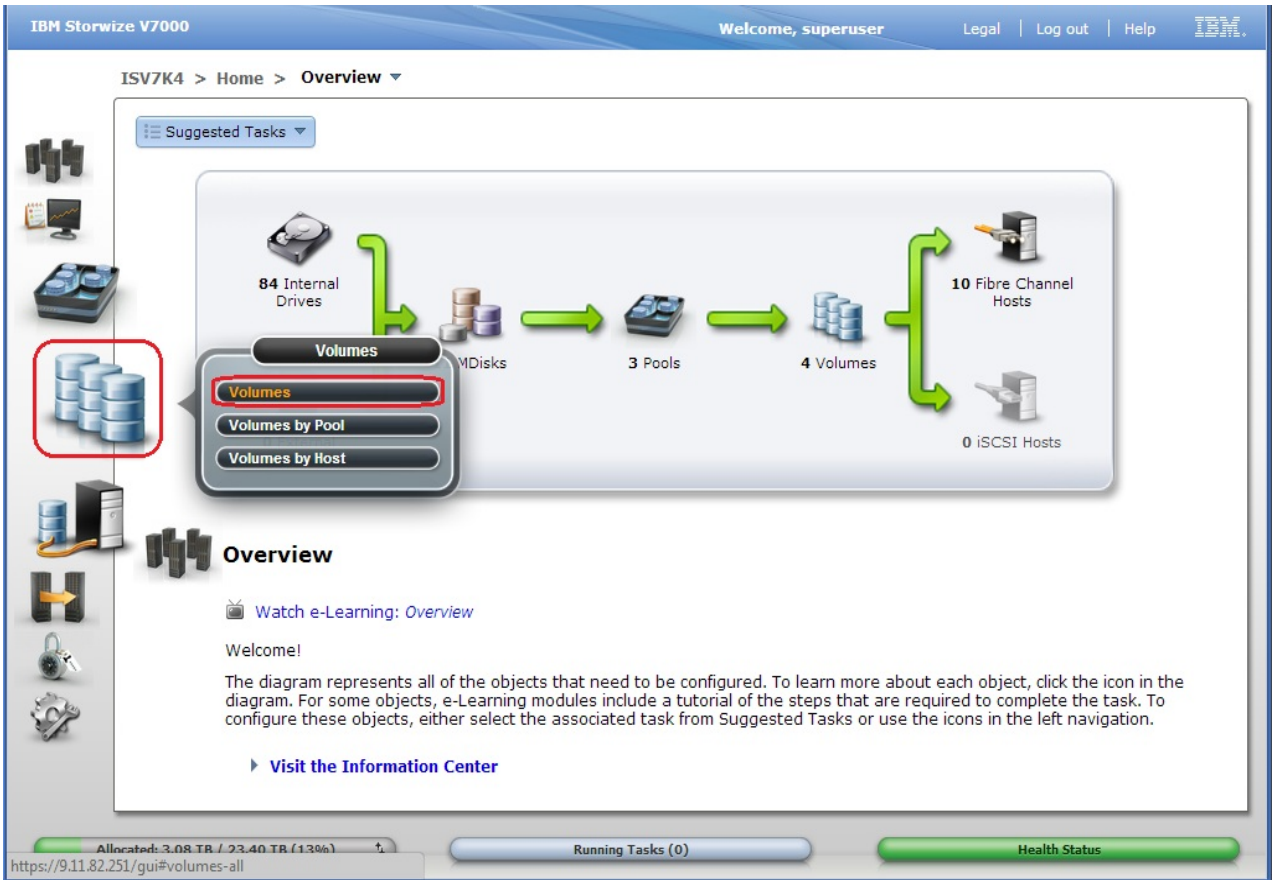 IBM Storwize V7000
Welcome, superuser
Legal | Log out | Help
IBM.
ISV7K4 > Home > Overview
Suggested Tasks
84 Internal
Drives
MDisks
3 Pools
4 Volumes
10 Fibre Channel
Hosts
0 iSCSI Hosts
Volumes
Volumes
Volumes by Pool
0 External
Volumes by Host
Overview
Watch e-Learning: Overview
Welcome!
The diagram represents all of the objects that need to be configured. To learn more about each object, click the icon in the
diagram. For some objects, e-Learning modules include a tutorial of the steps that are required to complete the task. To
configure these objects, either select the associated task from Suggested Tasks or use the icons in the left navigation.
Visit the Information Center
Allocated: 3.08 TB / 23.40 TB (13%)
Running Tasks (0)
Health Status
https://9.11.82.251/gui#volumes-all